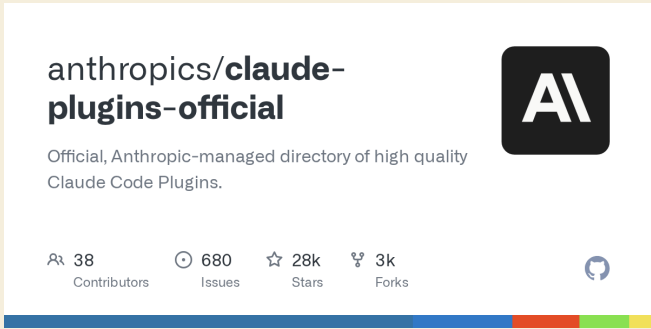 anthropics/claude-
plugins-official
Official, Anthropic-managed directory of high quality
Claude Code Plugins.
38 680 28k 3k
Contributors Issues Stars Forks
A\